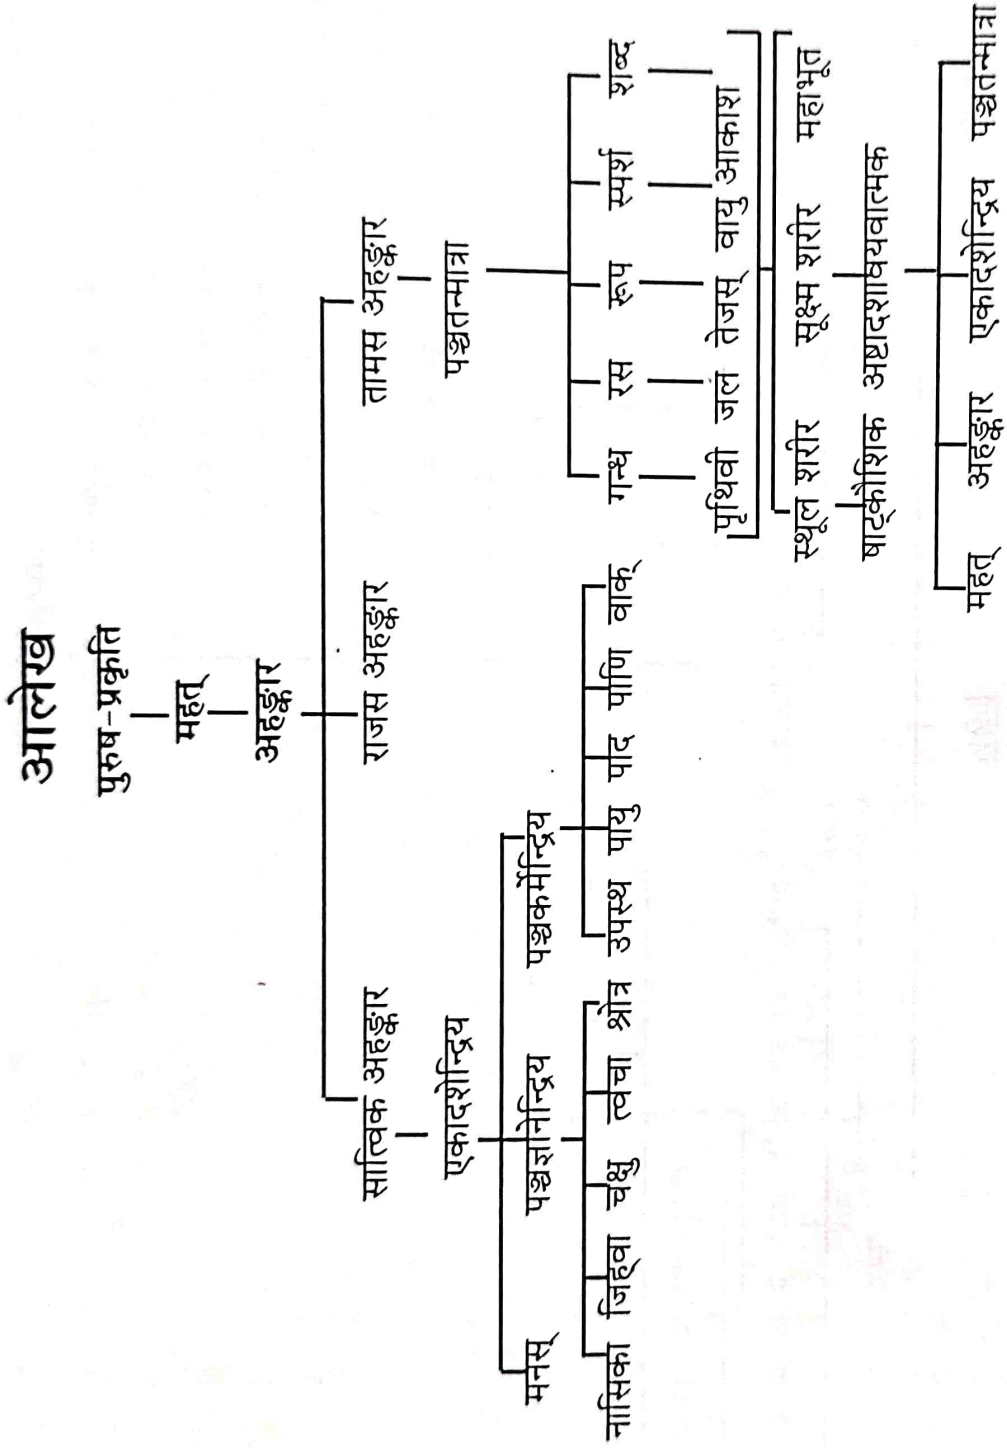 आलेख
पुरुष-प्रकृति
महत्
अहङ्कार
सात्विक अहङ्कार राजस अहङ्कार तामस अहङ्कार
एकादशेन्द्रिय पञ्चतन्मात्रा
मनस् पञ्चज्ञानेन्द्रिय पञ्चकर्मेन्द्रिय
नासिका जिह्वा चक्षु त्वचा श्रोत्र उपस्थ पायु पाद पाणि वाक् गन्ध रस रूप स्पर्श शब्द
पृथिवी जल तेजस् वायु आकाश
स्थूल शरीर सूक्ष्म शरीर महाभूत
षाट्कौशिक अष्टादशावयवात्मक
महत् अहङ्कार एकादशेन्द्रिय पञ्चतन्मात्रा